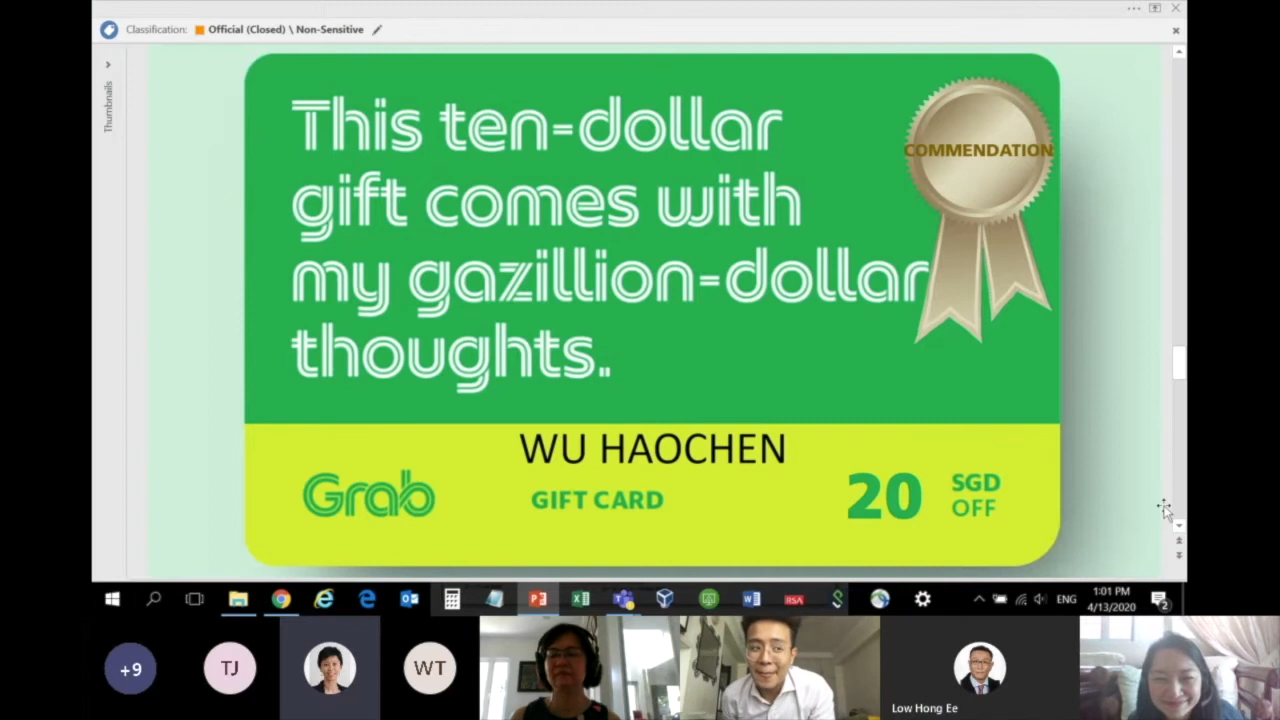 Classification: Official (Closed) \ Non-Sensitive
Thumbnails
This ten-dollar
gift comes with
my gazillion-dollar
thoughts.
COMMENDATION
WU HAOCHEN
Grab
GIFT CARD
20
SGD
OFF
RSA
ENG
1:01 PM
4/13/2020
2
+9
TJ
WT
Low Hong Ee